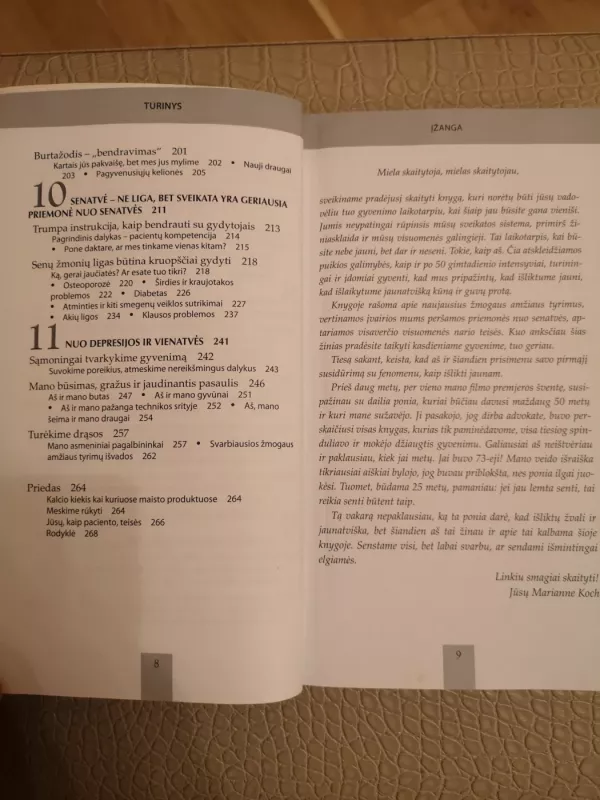 TURINYS
Burtažodis – „bendravimas” 201
Kartais jūs pakvaišę, bet mes jus mylime 202 • Nauji draugai
203 • Pagyvenusiųjų kelionės 205
10 SENATVĖ – NE LIGA, BET SVEIKATA YRA GERIAUSIA
PRIEMONĖ NUO SENATVĖS 211
Trumpa instrukcija, kaip bendrauti su gydytojais 213
Pagrindinis dalykas – pacientų kompetencija 214
• Pone daktare, ar mes tinkame vienas kitam? 215
Senų žmonių ligas būtina kruopščiai gydyti 218
Ką, gerai jaučiatės? Ar esate tuo tikri? 218
• Osteoporozė 220 • Širdies ir kraujotakos
problemos 222 • Diabetas 226
• Atminties ir kiti smegenų veiklos sutrikimai 227
• Akių ligos 234 • Klausos problemos 237
11 NUO DEPRESIJOS IR VIENATVĖS 241
Sąmoningai tvarkykime gyvenimą 242
Suvokime poreikius, atmeskime nereikšmingus dalykus 243
Mano būsimas, gražus ir jaudinantis pasaulis 246
Aš ir mano butas 247 • Aš ir mano gyvūnai 251
• Aš ir mano pažanga technikos srityje 252 • Aš, mano
šeima ir mano draugai 254
Turėkime drąsos 257
Mano asmeniniai pagalbininkai 257 • Svarbiausios žmogaus
amžiaus tyrimų išvados 262
Priedas 264
Kalcio kiekis kai kuriuose maisto produktuose 264
Meskime rūkyti 264
Jūsų, kaip paciento, teisės 266
Rodyklė 268
8
ĮŽANGA
Miela skaitytoja, mielas skaitytojau,
sveikiname pradėjusį skaityti knygą, kuri norėtų būti jūsų vado-
vėliu tuo gyvenimo laikotarpiu, kai šiaip jau būsite gana vieniši.
Jumis neypatingai rūpinsis mūsų sveikatos sistema, primirš ži-
niasklaida ir mūsų visuomenės galingieji. Tai laikotarpis, kai bū-
site nebe jauni, bet dar ir neseni. Tokie, kaip aš. Čia atskleidžiamos
puikios galimybės, kaip ir po 50 gimtadienio intensyviai, turinin-
gai ir įdomiai gyventi, kad mus pripažintų, kad išliktume jauni,
kad išlaikytume jaunatvišką kūną ir guvų protą.
Knygoje rašoma apie naujausius žmogaus amžiaus tyrimus,
vertinamos įvairios mums peršamos priemonės nuo senatvės, ap-
tariamos visaverčio visuomenės nario teisės. Kuo anksčiau šias
žinias pradėsite taikyti kasdieniame gyvenime, tuo geriau.
Tiesą sakant, keista, kad aš ir šiandien prisimenu savo pirmąjį
susidūrimą su fenomenu, kaip išlikti jaunam.
Prieš daug metų, per vieno mano filmo premjeros šventę, susi-
pažinau su dailia ponia, kuriai būčiau davusi maždaug 50 metų
ir kuri mane sužavėjo. Ji pasakojo, jog dirba advokate, buvo per-
skaičiusi visas knygas, kurias tik paminėdavome, visa tiesiog spin-
duliavo ir mokėjo džiaugtis gyvenimu. Galiausiai aš neištvėriau
ir paklausiau, kiek jai metų. Jai buvo 73-eji! Mano veido išraiška
tikriausiai aiškiai bylojo, jog buvau priblokšta, nes ponia ilgai juo-
kėsi. Tuomet, būdama 25 metų, pamaniau: jei jau lemta senti, tai
reikia senti būtent taip.
Tą vakarą nepaklausiau, ką ta ponia darė, kad išliktų žvali ir
jaunatviška, bet šiandien aš tai žinau ir apie tai kalbama šioje
knygoje. Senstame visi, bet labai svarbu, ar sendami išmintingai
elgiamės.
Linkiu smagiai skaityti!
Jūsų Marianne Koch
9